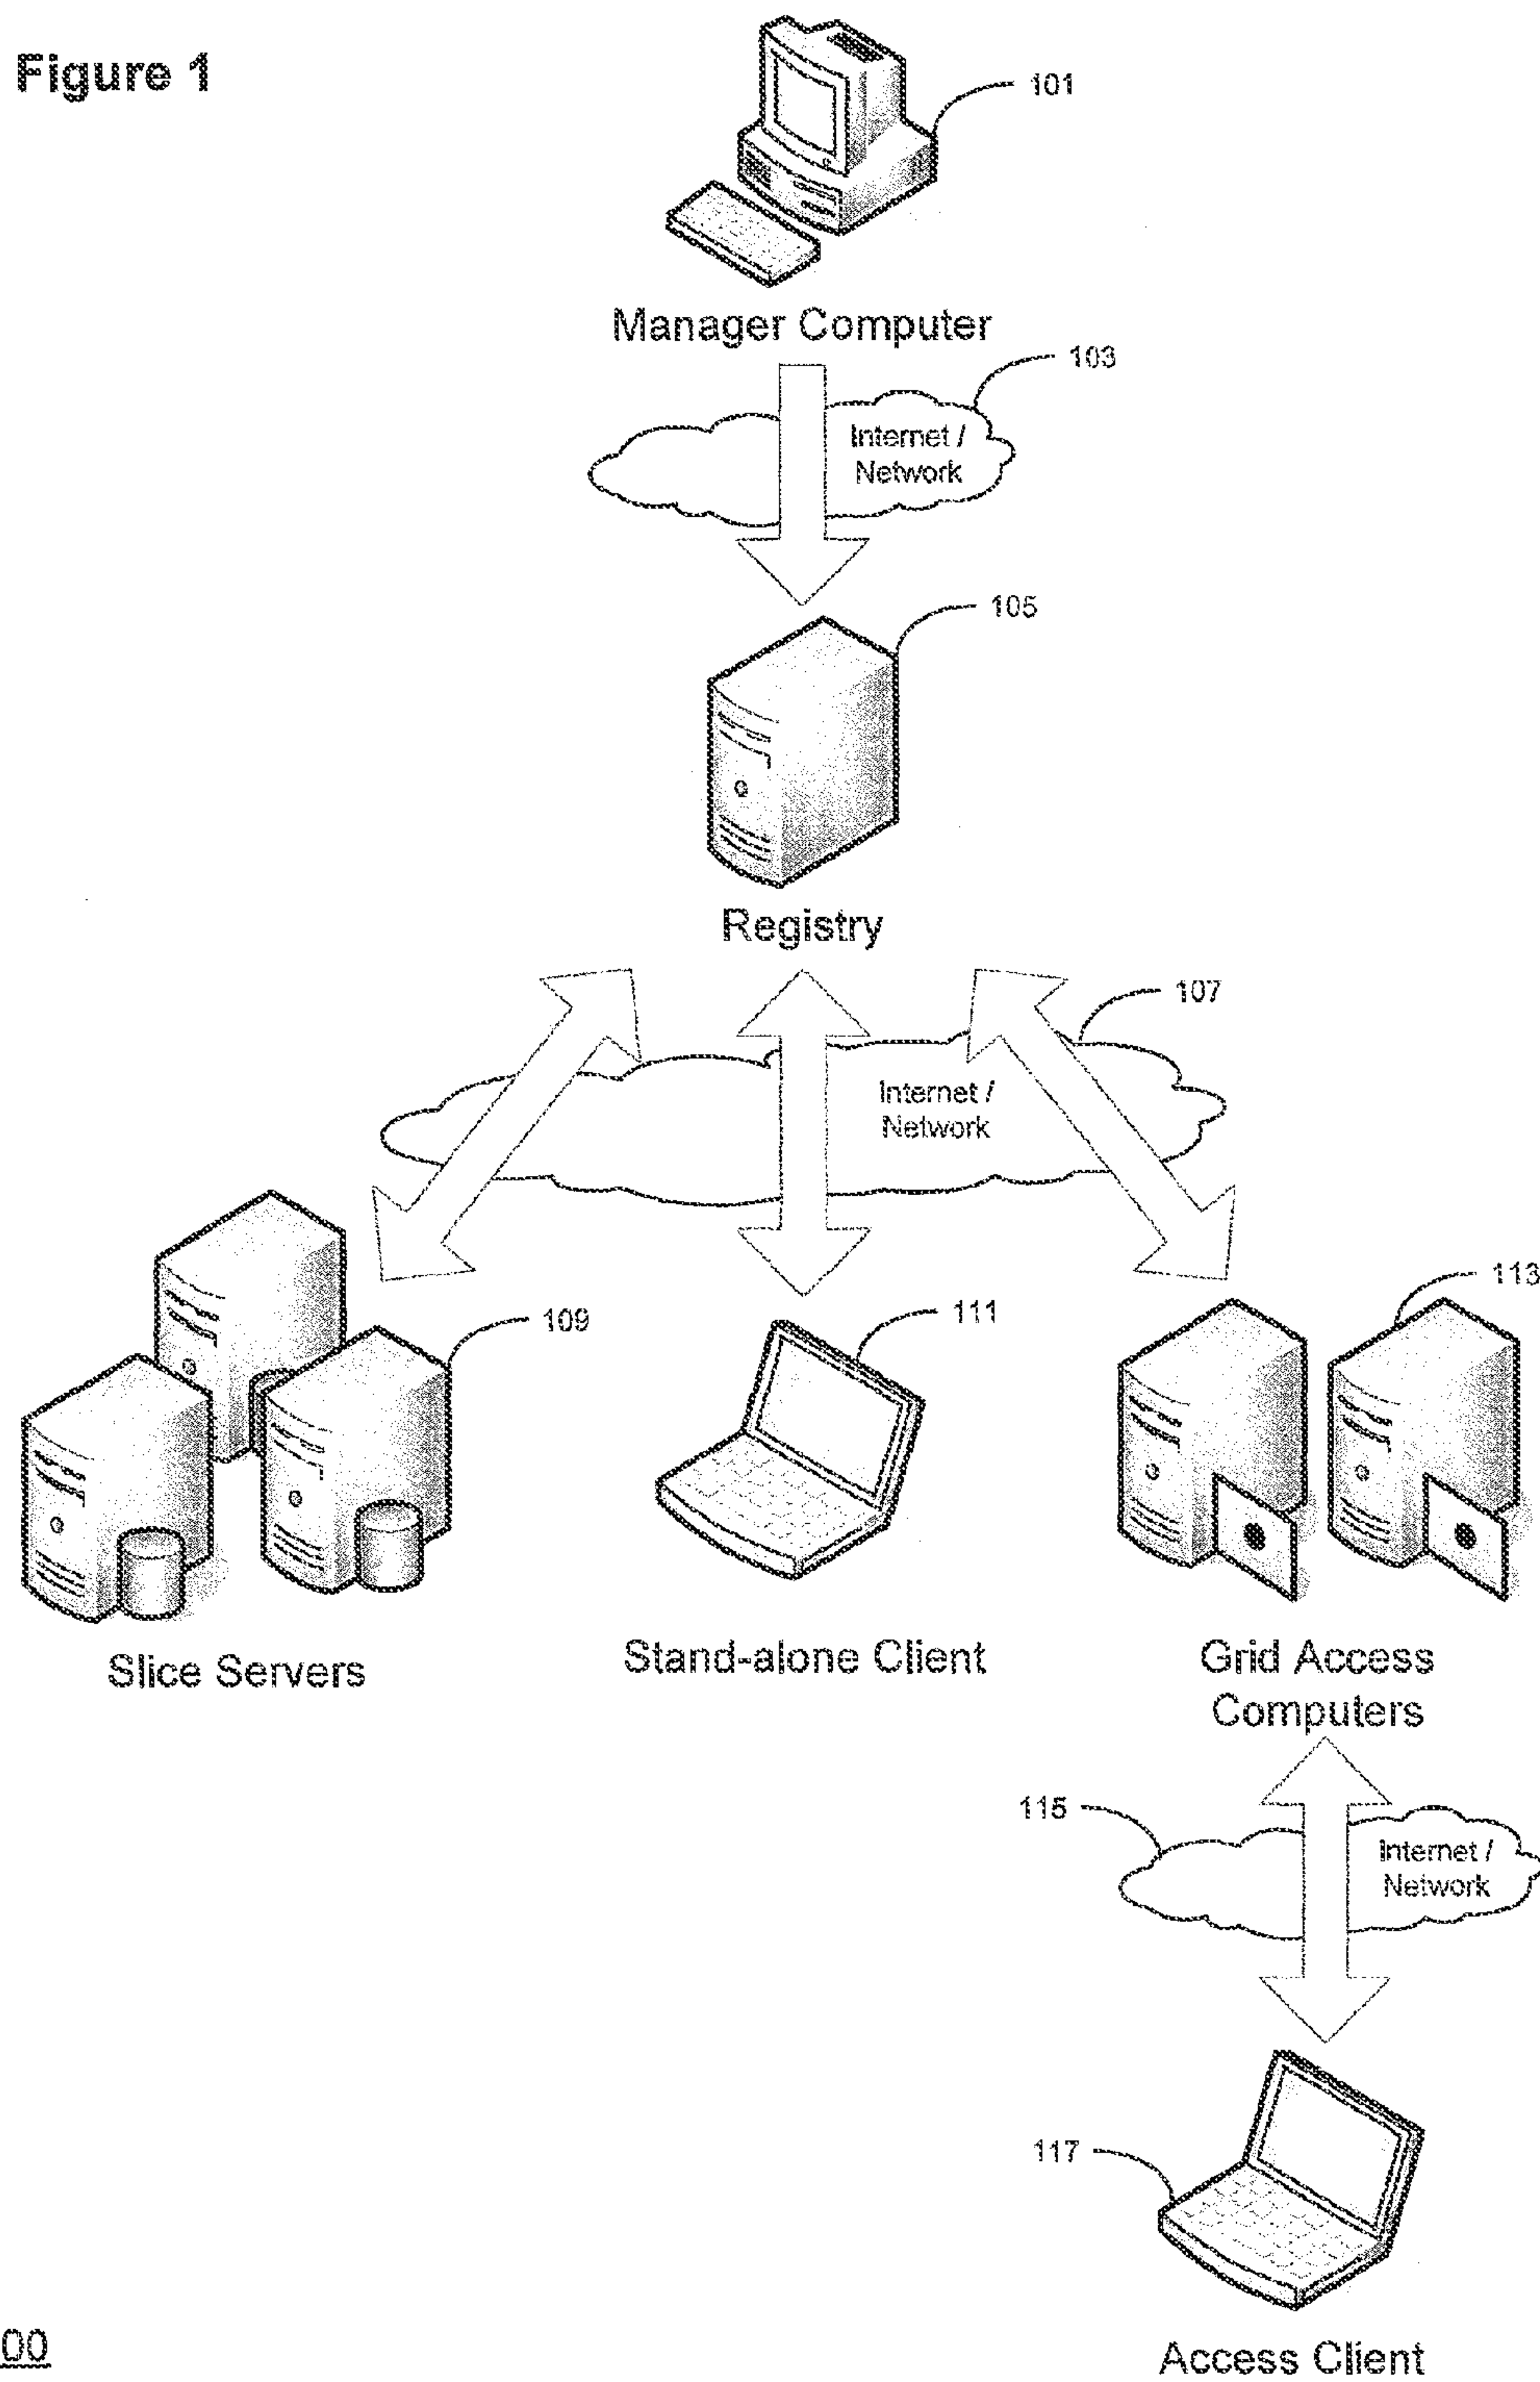 Figure 1
101
Manager Computer
103
Internet /
Network
105
Registry
107
Internet /
Network
109
111
113
Slice Servers
Stand-alone Client
Grid Access
Computers
115
Internet /
Network
117
Access Client
00